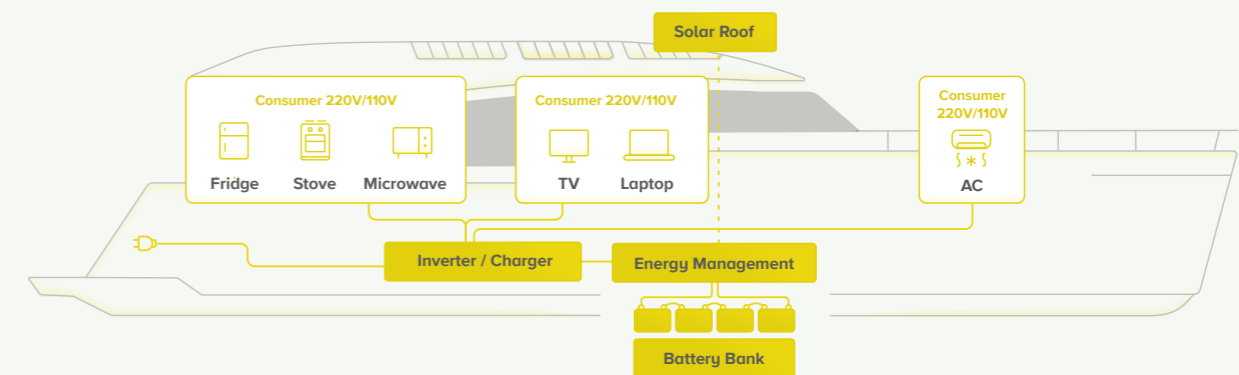 Solar Roof
Consumer 220V/110V
Fridge
Stove
Microwave
Consumer 220V/110V
TV
Laptop
Consumer
220V/110V
AC
Inverter / Charger
Energy Management
Battery Bank